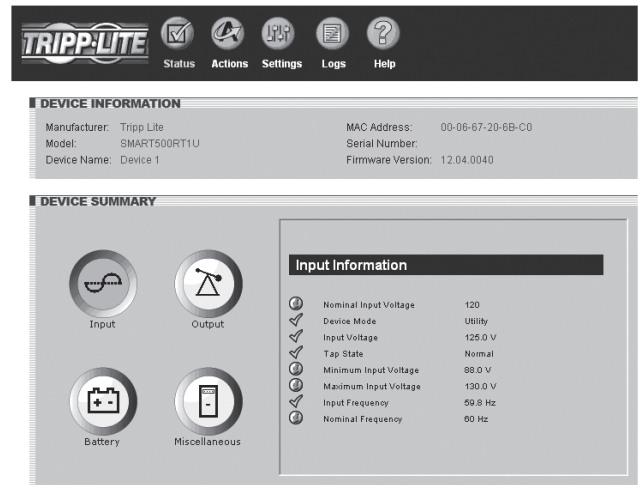 TRIPP·LITE
Status Actions Settings Logs Help
DEVICE INFORMATION
Manufacturer: Tripp Lite MAC Address: 00-06-67-20-6B-C0
Model: SMART500RT1U Serial Number:
Device Name: Device 1 Firmware Version: 12.04.0040
DEVICE SUMMARY
Input Information
Nominal Input Voltage 120
Device Mode Utility
Input Voltage 125.0 V
Tap State Normal
Minimum Input Voltage 88.0 V
Maximum Input Voltage 130.0 V
Input Frequency 59.8 Hz
Nominal Frequency 60 Hz
Input Output
Battery Miscellaneous